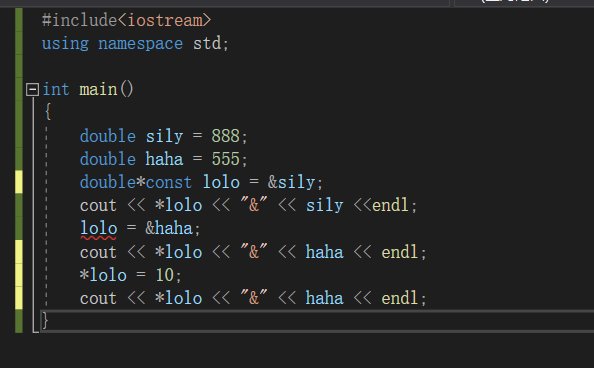 #include<iostream>
using namespace std;
int main()
{
double sily = 888;
double haha = 555;
double*const lolo = &sily;
cout << *lolo << "&" << sily <<endl;
lolo = &haha;
cout << *lolo << "&" << haha << endl;
*lolo = 10;
cout << *lolo << "&" << haha << endl;
}